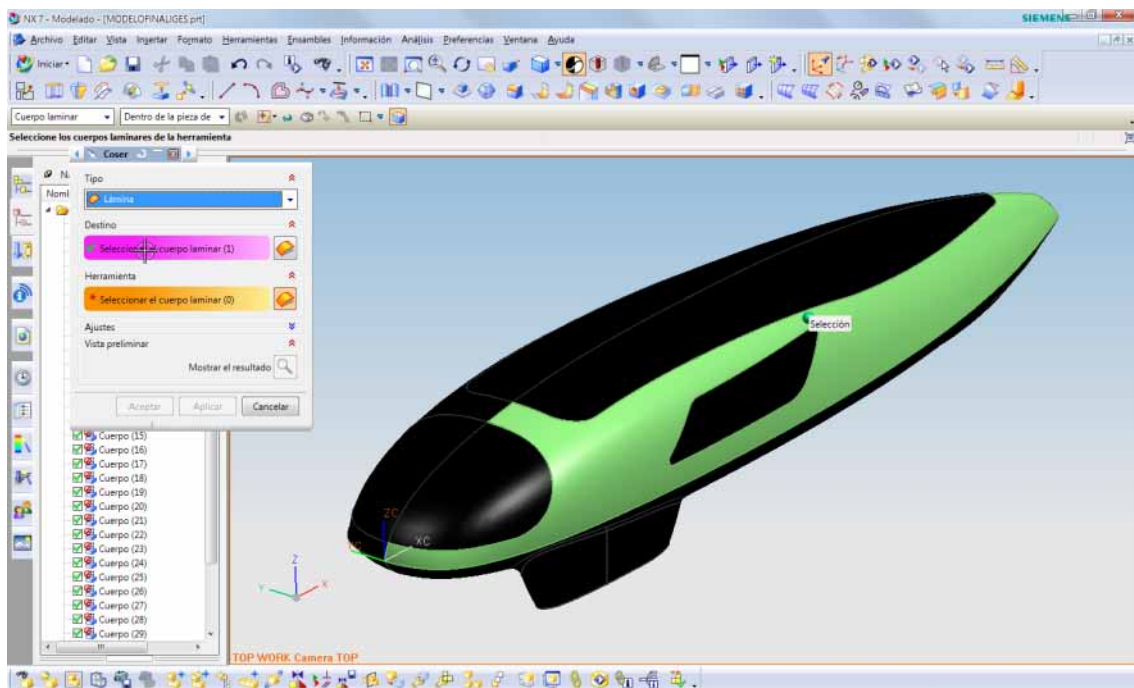 NX 7 - Modelado - [MODELOFINALIGES.prt]
SIEMENS
Archivo Editar Vista Insertar Formato Herramientas Ensambles Información Análisis Preferencias Ventana Ayuda
Iniciar
Cuerpo laminar
Dentro de la pieza de
Seleccione los cuerpos laminares de la herramienta
Coser
Tipo
Lámina
Destino
Seleccionar el cuerpo laminar (1)
Herramienta
* Seleccionar el cuerpo laminar (0)
Ajustes
Vista preliminar
Mostrar el resultado
Aceptar Aplicar Cancelar
Cuerpo (15)
Cuerpo (16)
Cuerpo (17)
Cuerpo (18)
Cuerpo (19)
Cuerpo (20)
Cuerpo (21)
Cuerpo (22)
Cuerpo (23)
Cuerpo (24)
Cuerpo (25)
Cuerpo (26)
Cuerpo (27)
Cuerpo (28)
Cuerpo (29)
Selección
ZC
XC
YC
Z
Y
X
TOP WORK Camera TOP